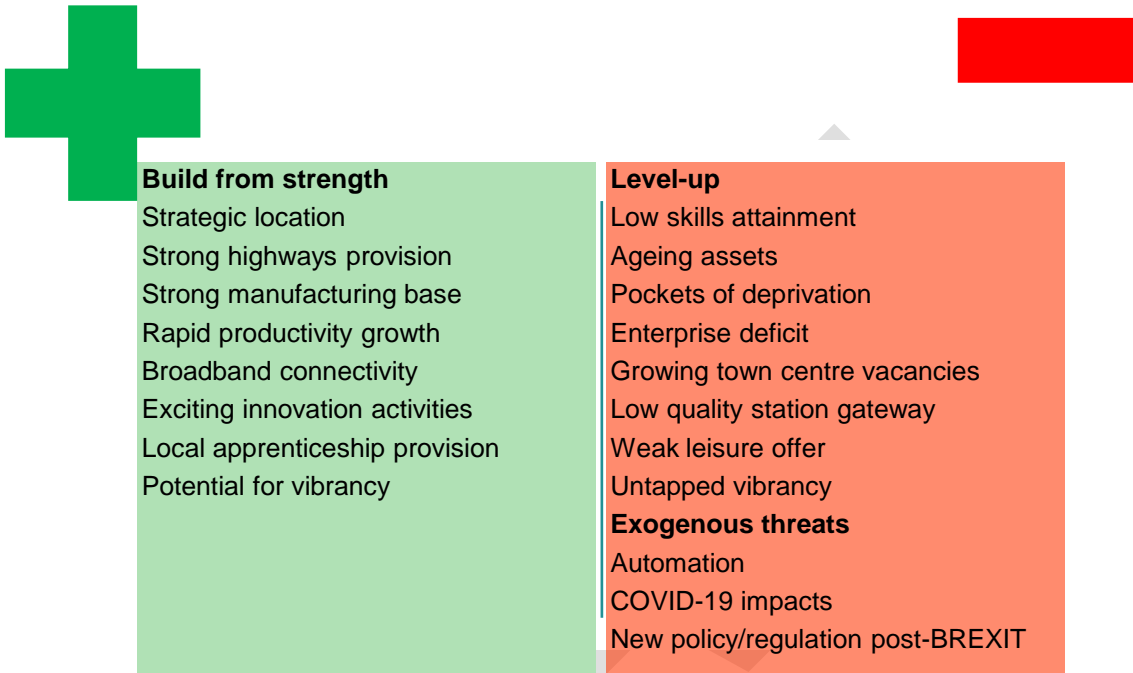 Build from strength
Strategic location
Strong highways provision
Strong manufacturing base
Rapid productivity growth
Broadband connectivity
Exciting innovation activities
Local apprenticeship provision
Potential for vibrancy
Level-up
Low skills attainment
Ageing assets
Pockets of deprivation
Enterprise deficit
Growing town centre vacancies
Low quality station gateway
Weak leisure offer
Untapped vibrancy
Exogenous threats
Automation
COVID-19 impacts
New policy/regulation post-BREXIT